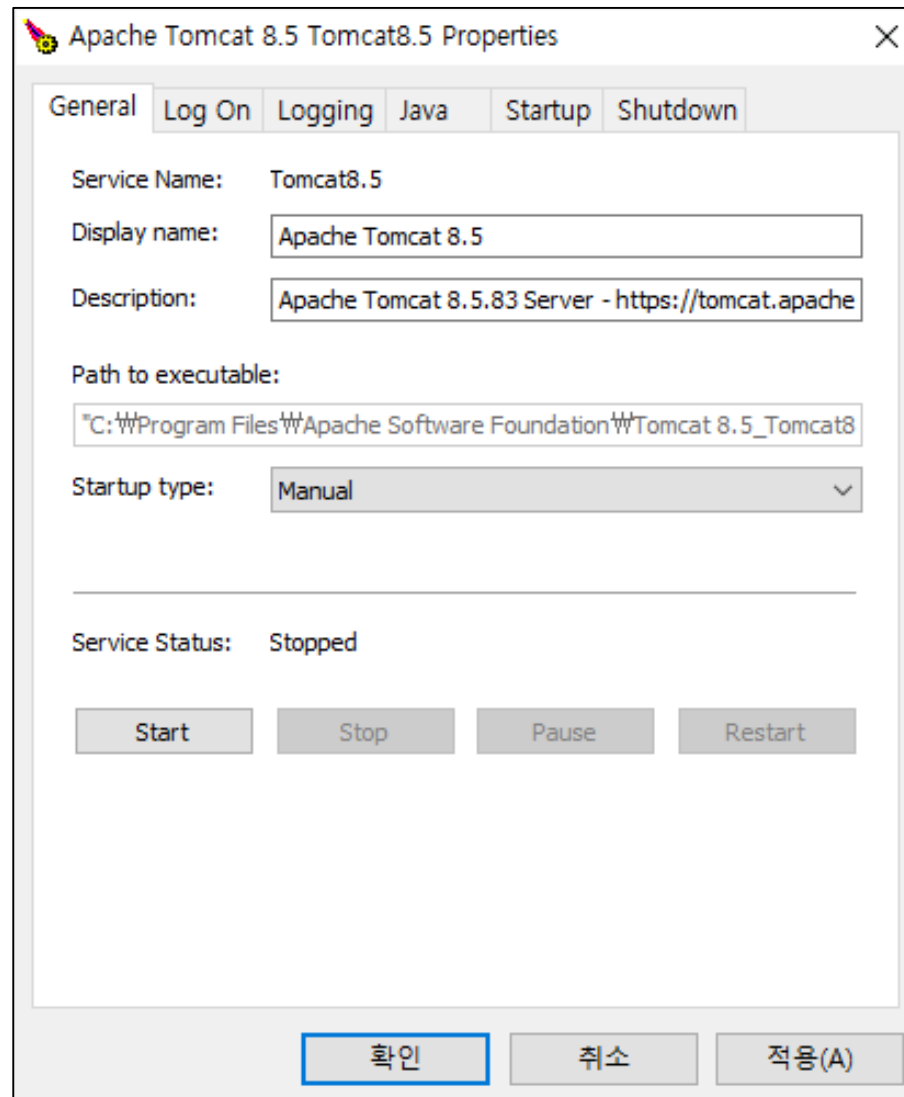 Apache Tomcat 8.5 Tomcat8.5 Properties
General Log On Logging Java Startup Shutdown
Service Name: Tomcat8.5
Display name: Apache Tomcat 8.5
Description: Apache Tomcat 8.5.83 Server - https://tomcat.apache
Path to executable:
"C:₩Program Files₩Apache Software Foundation₩Tomcat 8.5_Tomcat8
Startup type: Manual
Service Status: Stopped
Start Stop Pause Restart
확인 취소 적용(A)